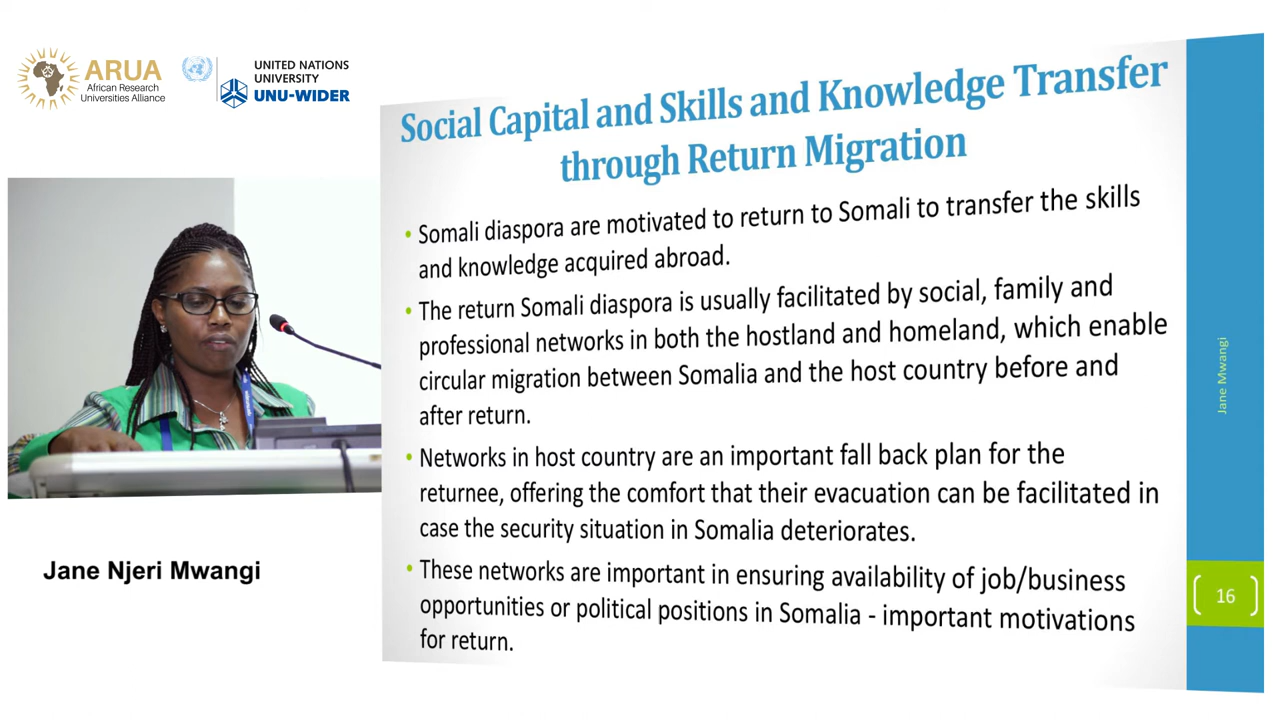 ARUA
African Research
Universities Alliance
UNITED NATIONS
UNIVERSITY
UNU-WIDER
Social Capital and Skills and Knowledge Transfer
through Return Migration
• Somali diaspora are motivated to return to Somali to transfer the skills
and knowledge acquired abroad.
• The return Somali diaspora is usually facilitated by social, family and
professional networks in both the hostland and homeland, which enable
circular migration between Somalia and the host country before and
after return.
• Networks in host country are an important fall back plan for the
returnee, offering the comfort that their evacuation can be facilitated in
case the security situation in Somalia deteriorates.
• These networks are important in ensuring availability of job/business
opportunities or political positions in Somalia - important motivations
for return.
Jane Mwangi
16
Jane Njeri Mwangi